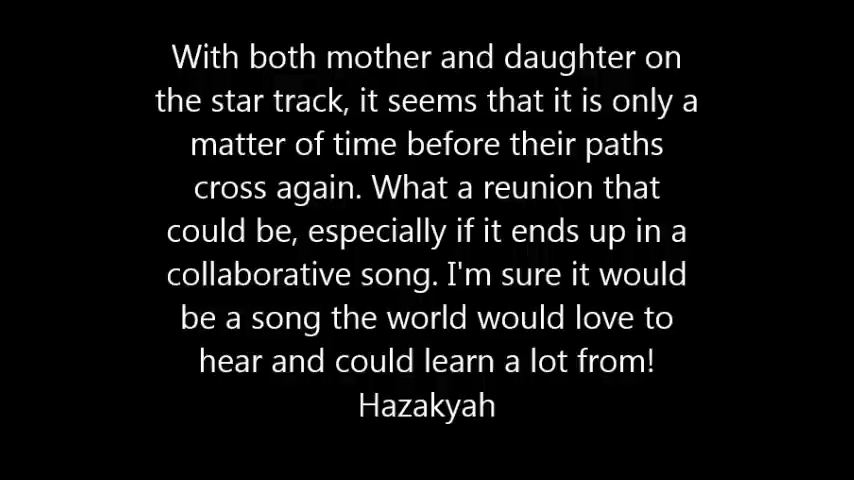 With both mother and daughter on
the star track, it seems that it is only a
matter of time before their paths
cross again. What a reunion that
could be, especially if it ends up in a
collaborative song. I'm sure it would
be a song the world would love to
hear and could learn a lot from!
Hazakyah